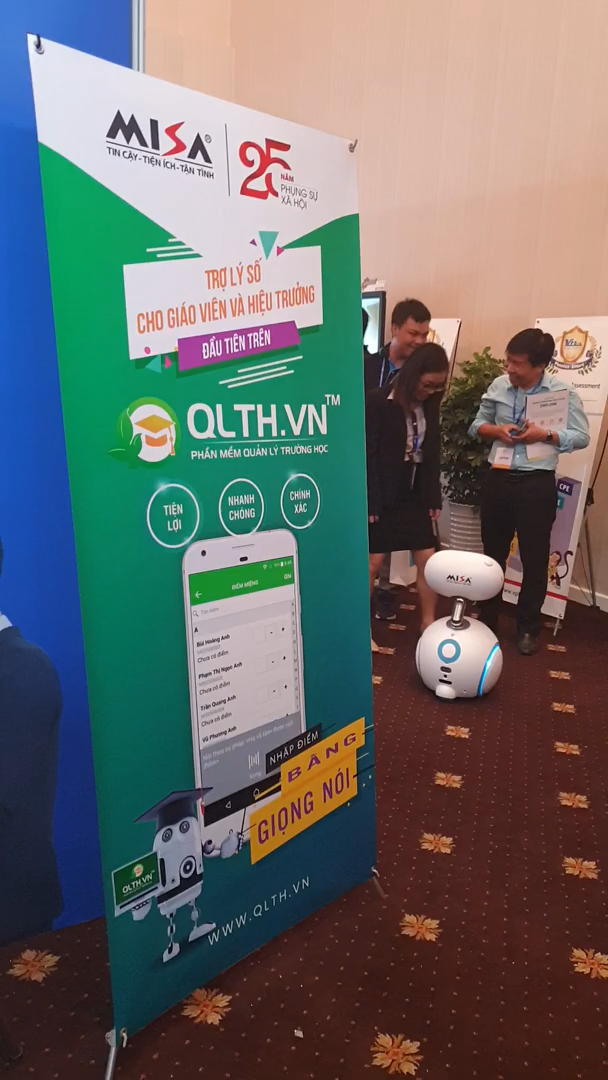 MISA®
TIN CẬY - TIỆN ÍCH - TẬN TÌNH
25
NĂM
PHỤNG SỰ
XÃ HỘI
TRỢ LÝ SỐ
CHO GIÁO VIÊN VÀ HIỆU TRƯỞNG
ĐẦU TIÊN TRÊN
QLTH.VN™
PHẦN MỀM QUẢN LÝ TRƯỜNG HỌC
TIỆN
LỢI
NHANH
CHÓNG
CHÍNH
XÁC
ĐIỂM MIỆNG
Tìm kiếm
A
Bùi Hoàng Anh
Chưa có điểm
Phạm Thị Ngọc Anh
Chưa có điểm
Trần Quang Anh
Chưa có điểm
Vũ Phương Anh
NHẬP ĐIỂM
BẰNG
GIỌNG NÓI
QLTH.VN
WWW.QLTH.VN
MISA
CPE